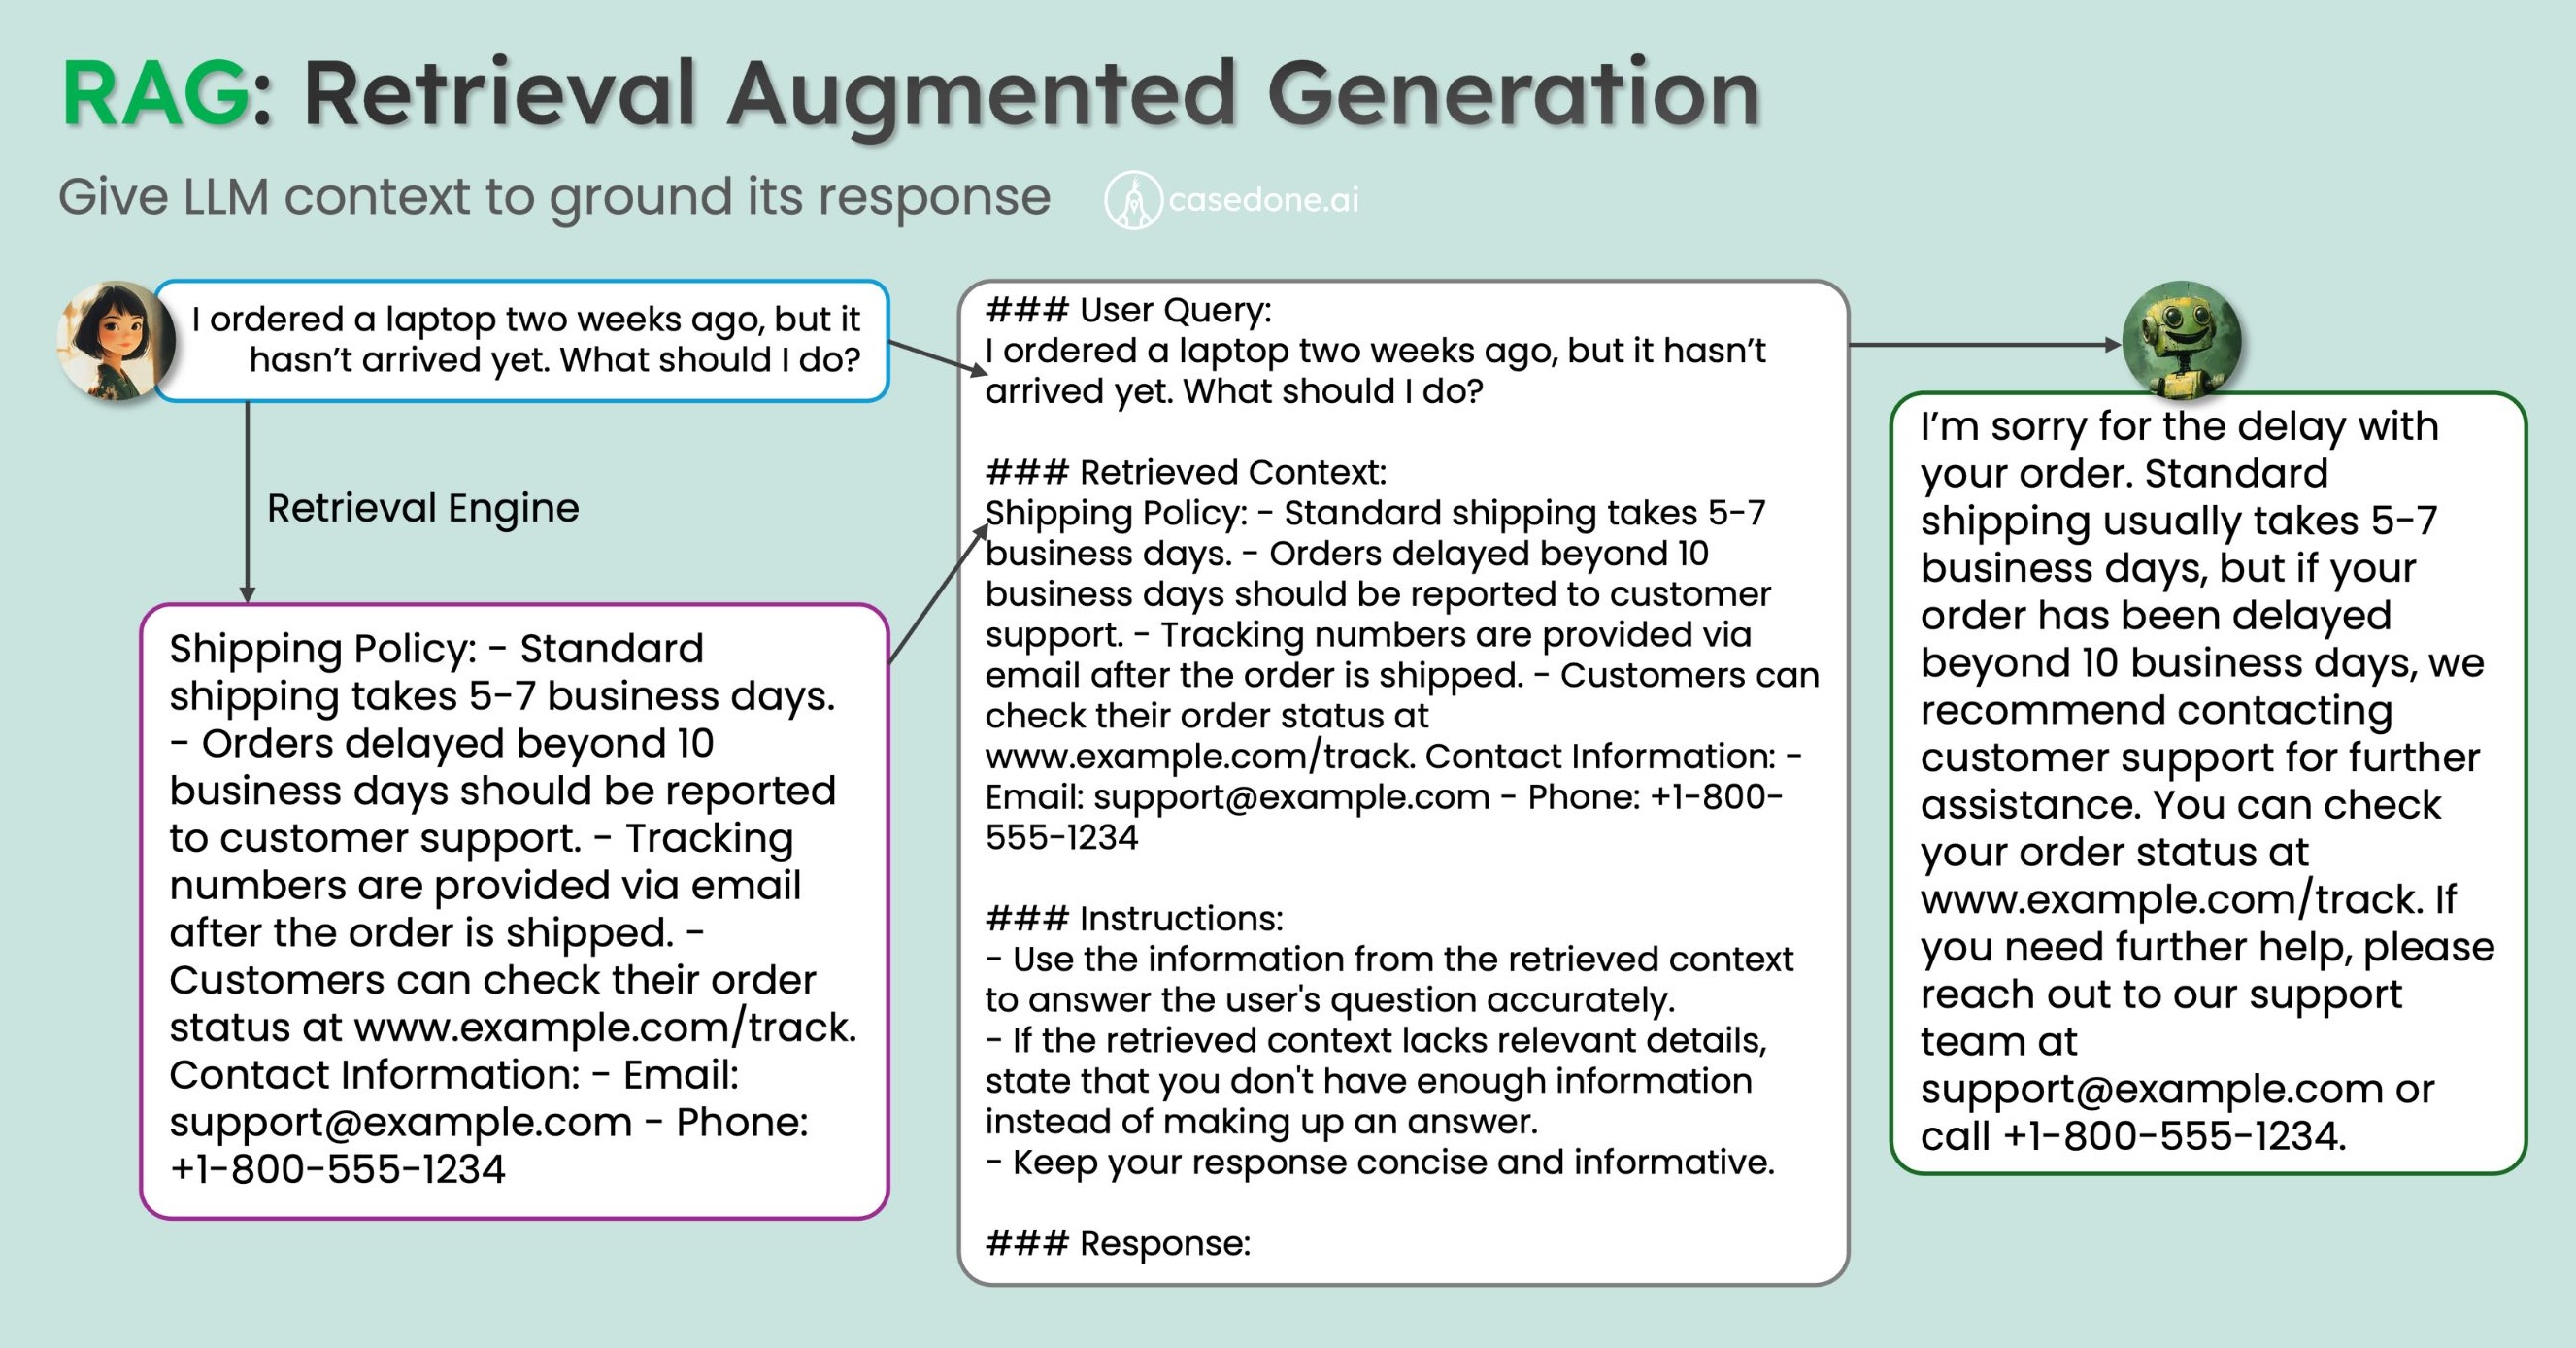 RAG: Retrieval Augmented Generation
Give LLM context to ground its response
casedone.ai
I ordered a laptop two weeks ago, but it
hasn’t arrived yet. What should I do?
Retrieval Engine
Shipping Policy: - Standard
shipping takes 5-7 business days.
- Orders delayed beyond 10
business days should be reported
to customer support. - Tracking
numbers are provided via email
after the order is shipped. -
Customers can check their order
status at www.example.com/track.
Contact Information: - Email:
support@example.com - Phone:
+1-800-555-1234
### User Query:
I ordered a laptop two weeks ago, but it hasn’t
arrived yet. What should I do?
### Retrieved Context:
Shipping Policy: - Standard shipping takes 5-7
business days. - Orders delayed beyond 10
business days should be reported to customer
support. - Tracking numbers are provided via
email after the order is shipped. - Customers can
check their order status at
www.example.com/track. Contact Information: -
Email: support@example.com - Phone: +1-800-
555-1234
### Instructions:
- Use the information from the retrieved context
to answer the user's question accurately.
- If the retrieved context lacks relevant details,
state that you don't have enough information
instead of making up an answer.
- Keep your response concise and informative.
### Response:
I’m sorry for the delay with
your order. Standard
shipping usually takes 5-7
business days, but if your
order has been delayed
beyond 10 business days, we
recommend contacting
customer support for further
assistance. You can check
your order status at
www.example.com/track. If
you need further help, please
reach out to our support
team at
support@example.com or
call +1-800-555-1234.